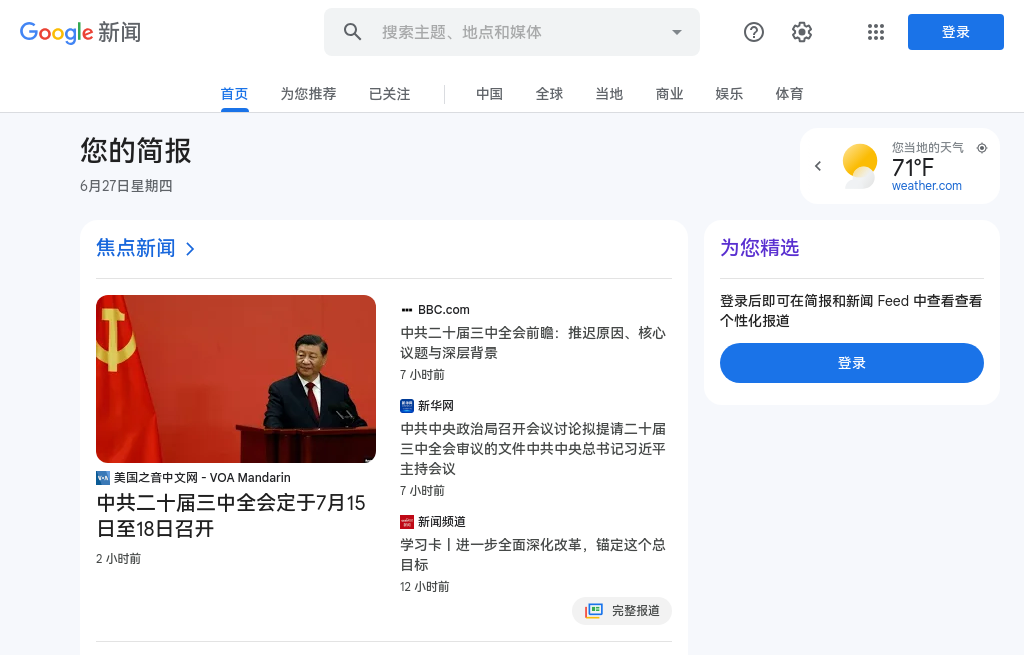 Google 新闻
搜索主题、地点和媒体
登录
首页
为您推荐
已关注
中国
全球
当地
商业
娱乐
体育
您的简报
6月27日星期四
您当地的天气
71°F
weather.com
焦点新闻
美国之音中文网 - VOA Mandarin
中共二十届三中全会定于7月15
日至18日召开
2 小时前
BBC.com
中共二十届三中全会前瞻：推迟原因、核心
议题与深层背景
7 小时前
新华网
中共中央政治局召开会议讨论拟提请二十届
三中全会审议的文件中共中央总书记习近平
主持会议
7 小时前
新闻频道
学习卡丨进一步全面深化改革，锚定这个总
目标
12 小时前
完整报道
为您精选
登录后即可在简报和新闻 Feed 中查看查看
个性化报道
登录